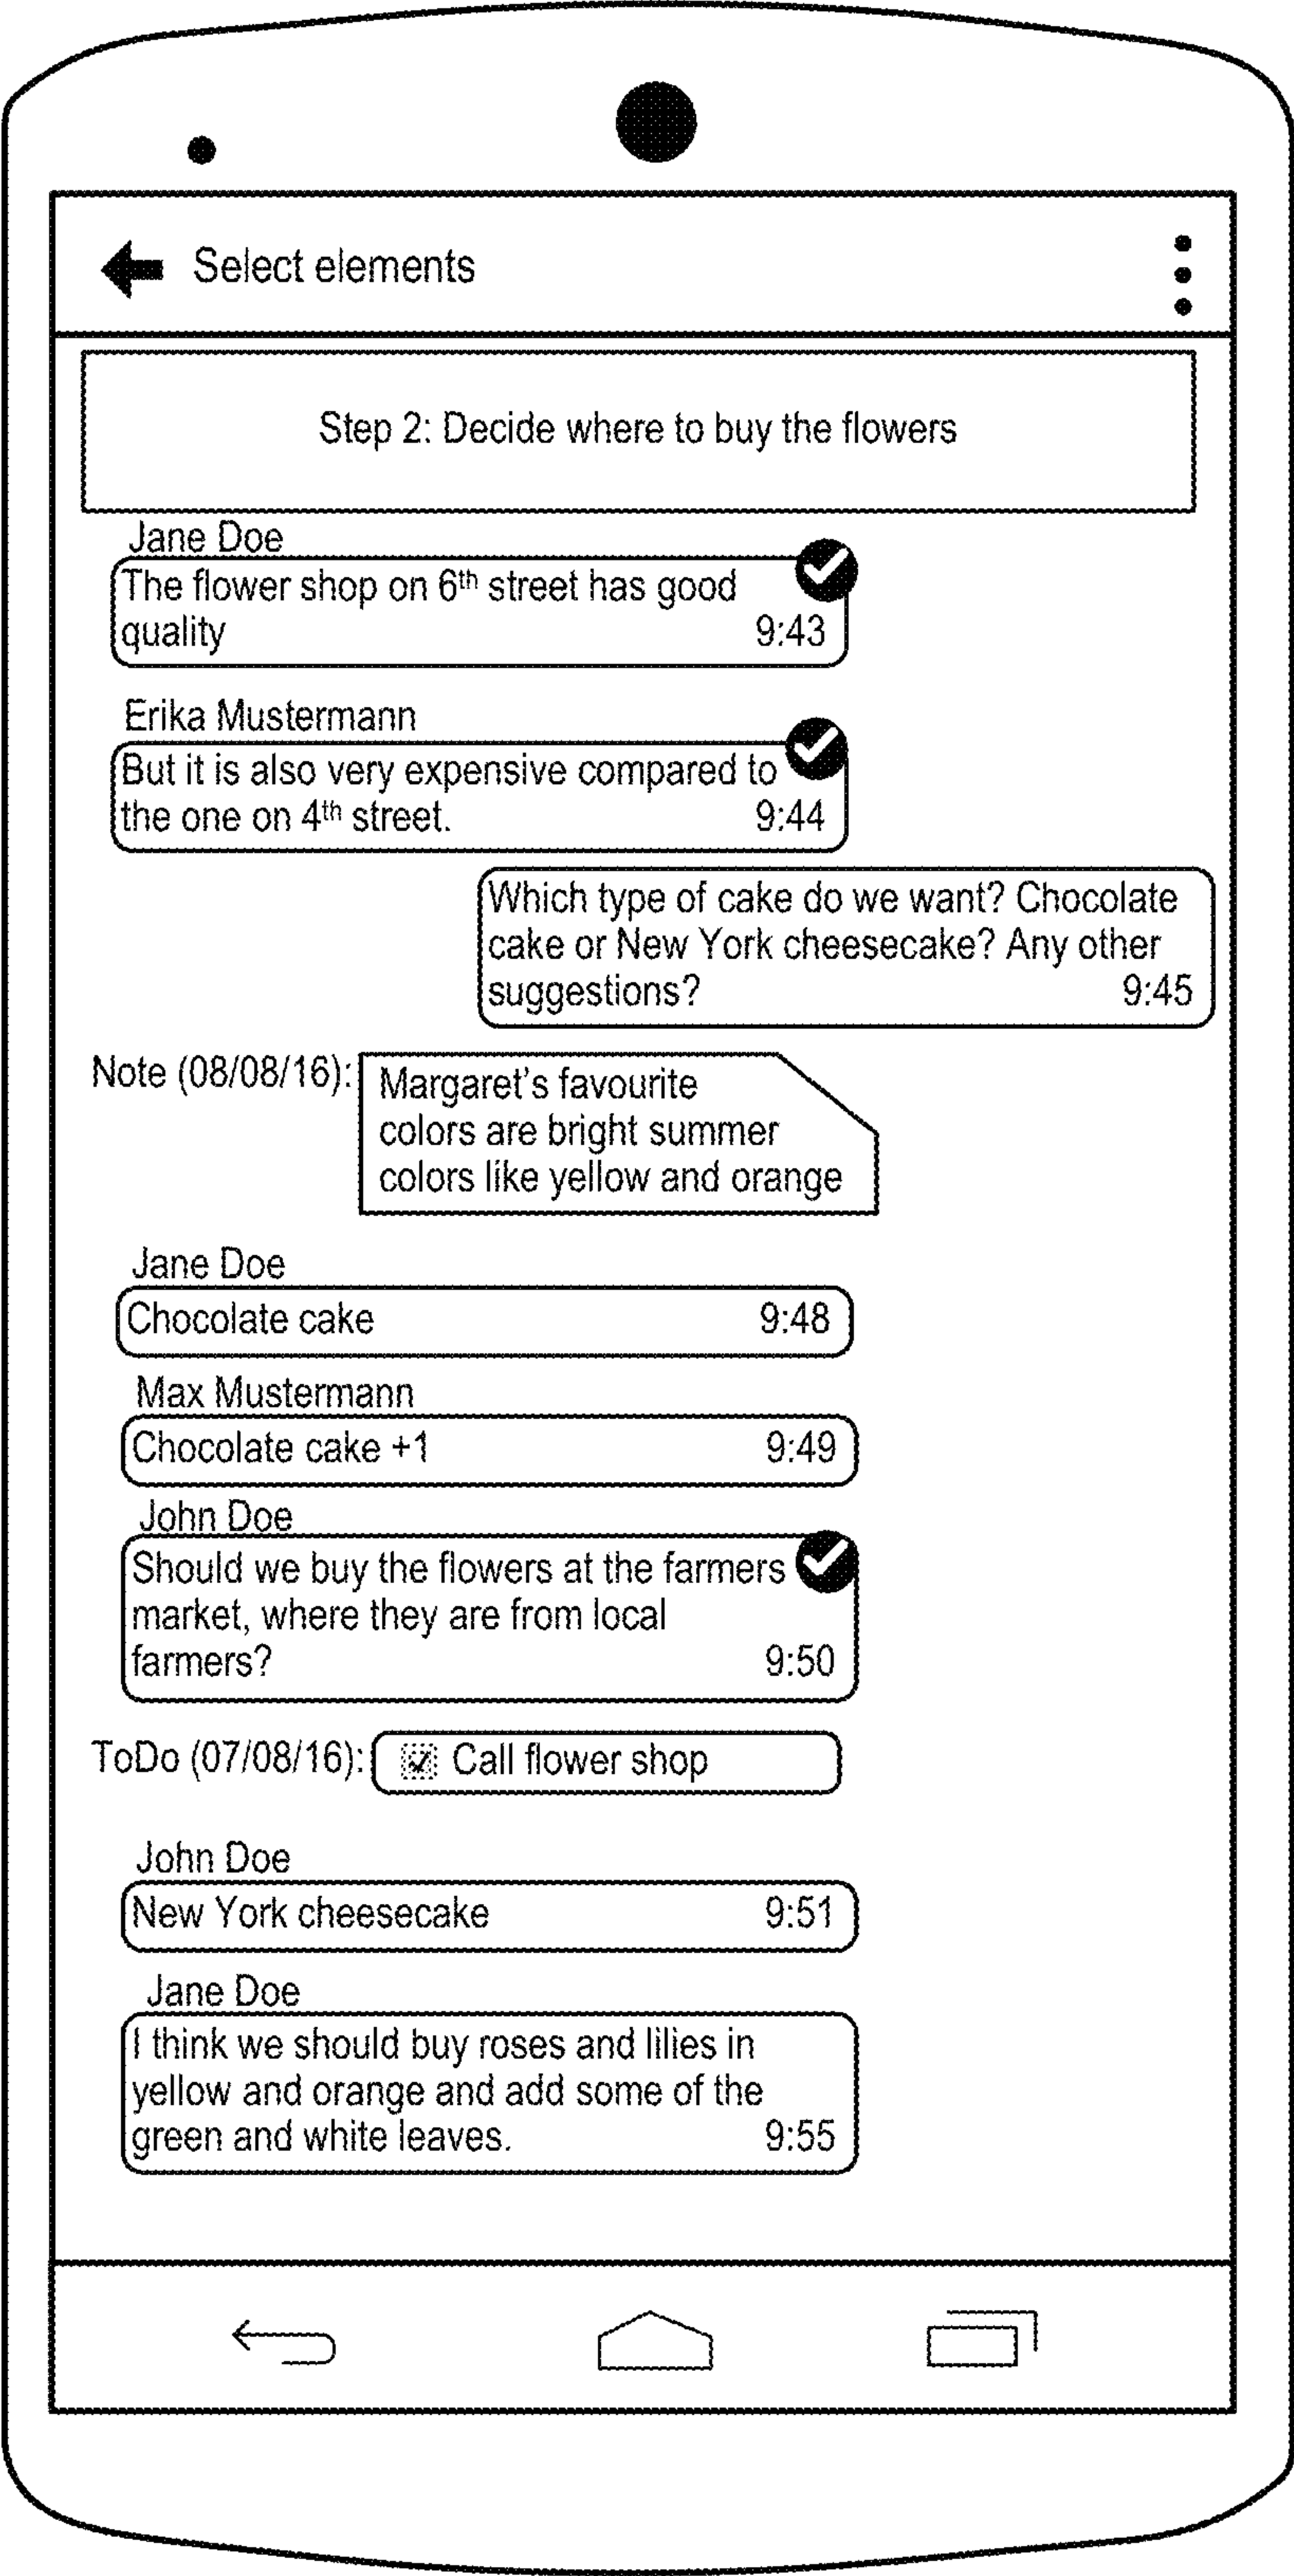 Select elements
Step 2: Decide where to buy the flowers
Jane Doe
The flower shop on 6th street has good
quality 9:43
Erika Mustermann
But it is also very expensive compared to
the one on 4th street. 9:44
Which type of cake do we want? Chocolate
cake or New York cheesecake? Any other
suggestions? 9:45
Note (08/08/16):
Margaret's favourite
colors are bright summer
colors like yellow and orange
Jane Doe
Chocolate cake 9:48
Max Mustermann
Chocolate cake +1 9:49
John Doe
Should we buy the flowers at the farmers
market, where they are from local
farmers? 9:50
ToDo (07/08/16): Call flower shop
John Doe
New York cheesecake 9:51
Jane Doe
I think we should buy roses and lilies in
yellow and orange and add some of the
green and white leaves. 9:55